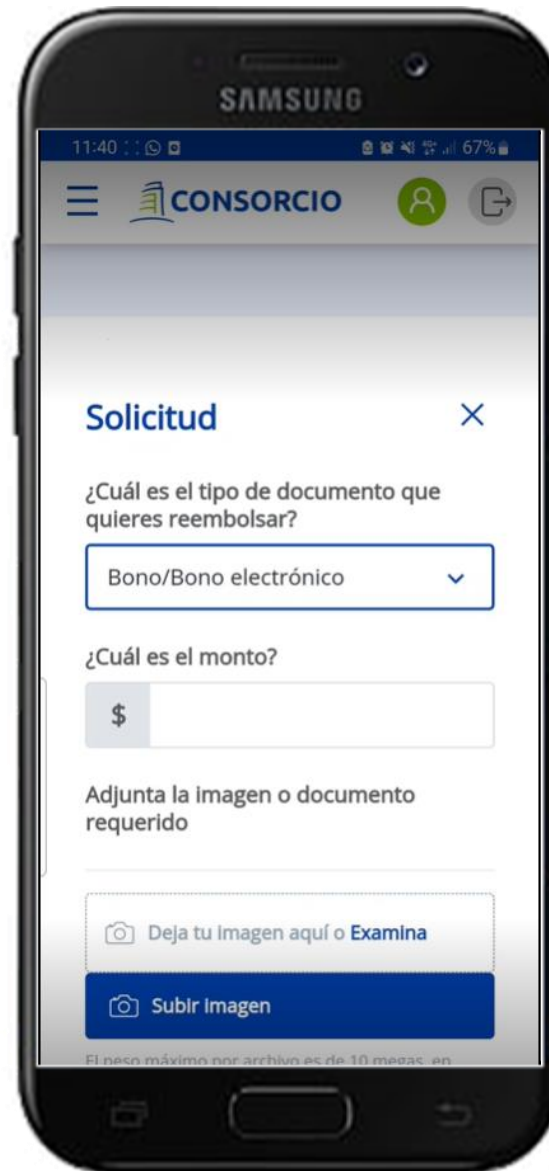 SAMSUNG
11:40
67%
CONSORCIO
Solicitud
¿Cuál es el tipo de documento que
quieres reembolsar?
Bono/Bono electrónico
¿Cuál es el monto?
$
Adjunta la imagen o documento
requerido
Deja tu imagen aquí o Examina
Subir imagen
El peso máximo por archivo es de 10 megas, en